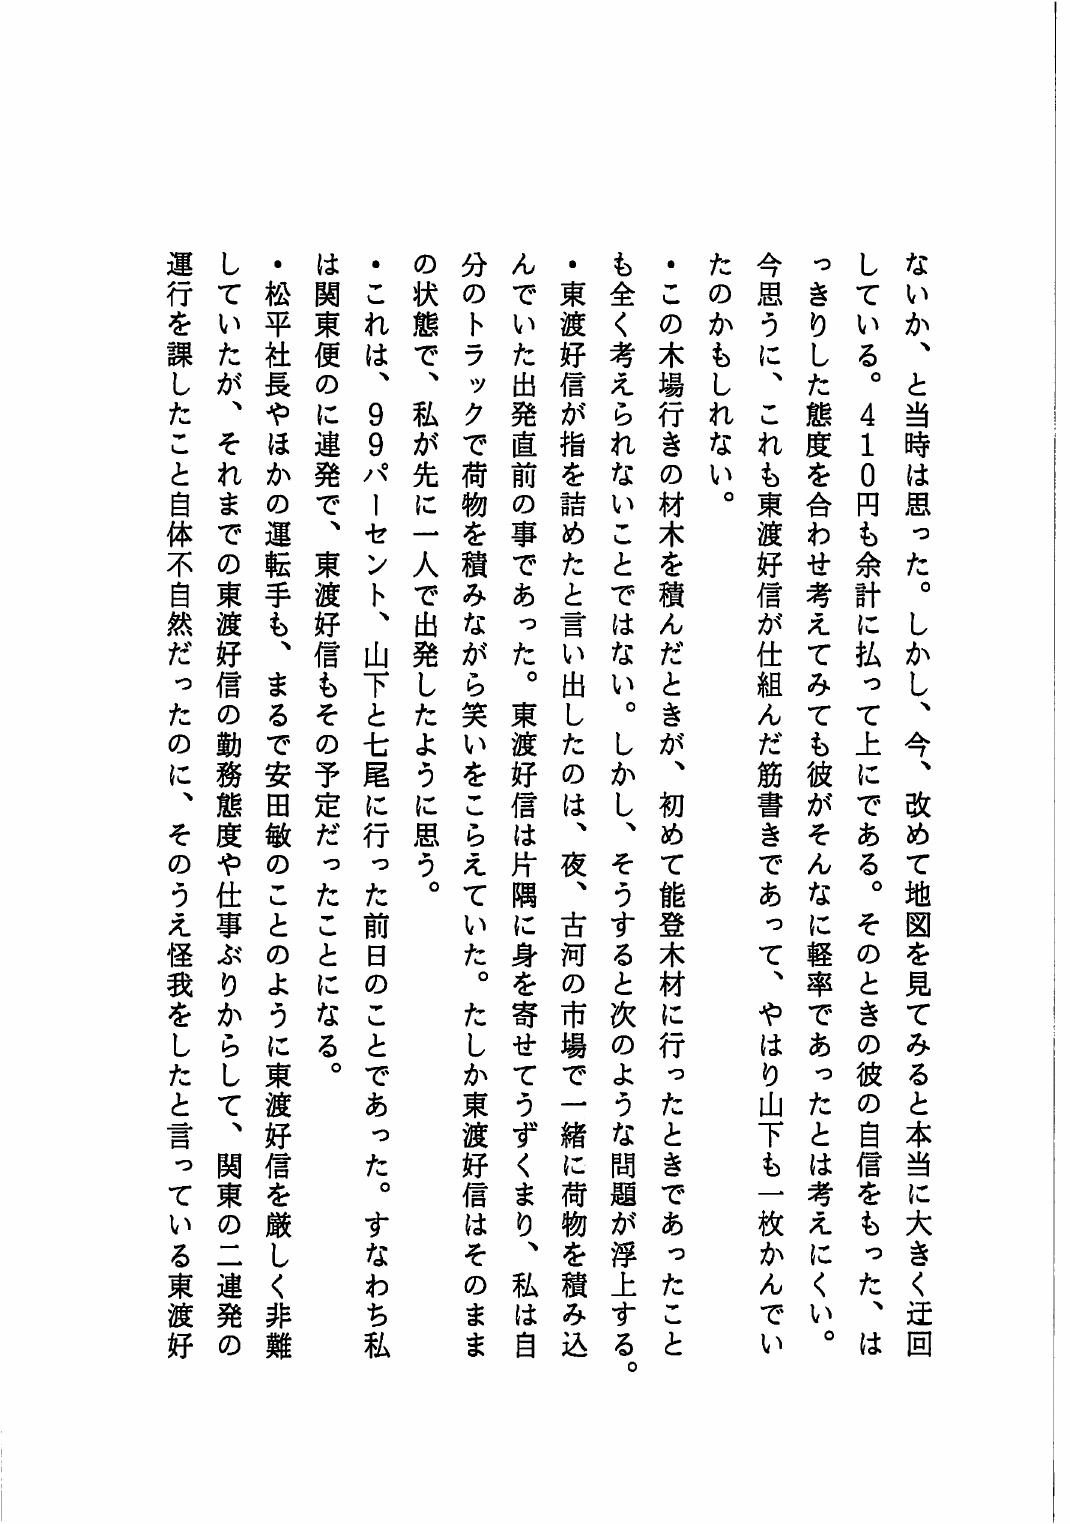 ないか、と当時は思った。しかし、今、改めて地図を見てみると本当に大きく迂回
している。410円も余計に払って上にである。そのときの彼の自信をもった、は
っきりした態度を合わせ考えてみても彼がそんなに軽率であったとは考えにくい。
今思うに、これも東渡好信が仕組んだ筋書きであって、やはり山下も一枚かんでい
たのかもしれない。
・この木場行きの材木を積んだときが、初めて能登木材に行ったときであったこと
も全く考えられないことではない。しかし、そうすると次のような問題が浮上する。
・東渡好信が指を詰めたと言い出したのは、夜、古河の市場で一緒に荷物を積み込
んでいた出発直前の事であった。東渡好信は片隅に身を寄せてうずくまり、私は自
分のトラックで荷物を積みながら笑いをこらえていた。たしか東渡好信はそのまま
の状態で、私が先に一人で出発したように思う。
・これは、99パーセント、山下と七尾に行った前日のことであった。すなわち私
は関東便のに連発で、東渡好信もその予定だったことになる。
・松平社長やほかの運転手も、まるで安田敏のことのように東渡好信を厳しく非難
していたが、それまでの東渡好信の勤務態度や仕事ぶりからして、関東の二連発の
運行を課したこと自体不自然だったのに、そのうえ怪我をしたと言っている東渡好